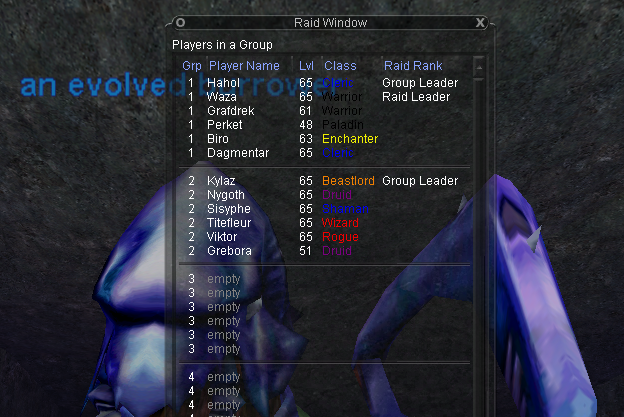 Raid Window
Players in a Group
Grp Player Name Lvl Class Raid Rank
an evolved burrower
1 Hahol 65 Cleric Group Leader
1 Waza 65 Warrior Raid Leader
1 Grafdrek 61 Warrior
1 Perket 48 Paladin
1 Biro 63 Enchanter
1 Dagmentar 65 Cleric
2 Kylaz 65 Beastlord Group Leader
2 Nygoth 65 Druid
2 Sisyphe 65 Shaman
2 Titefleur 65 Wizard
2 Viktor 65 Rogue
2 Grebora 51 Druid
3 empty
3 empty
3 empty
3 empty
3 empty
3 empty
4 empty
4 empty
4 empty